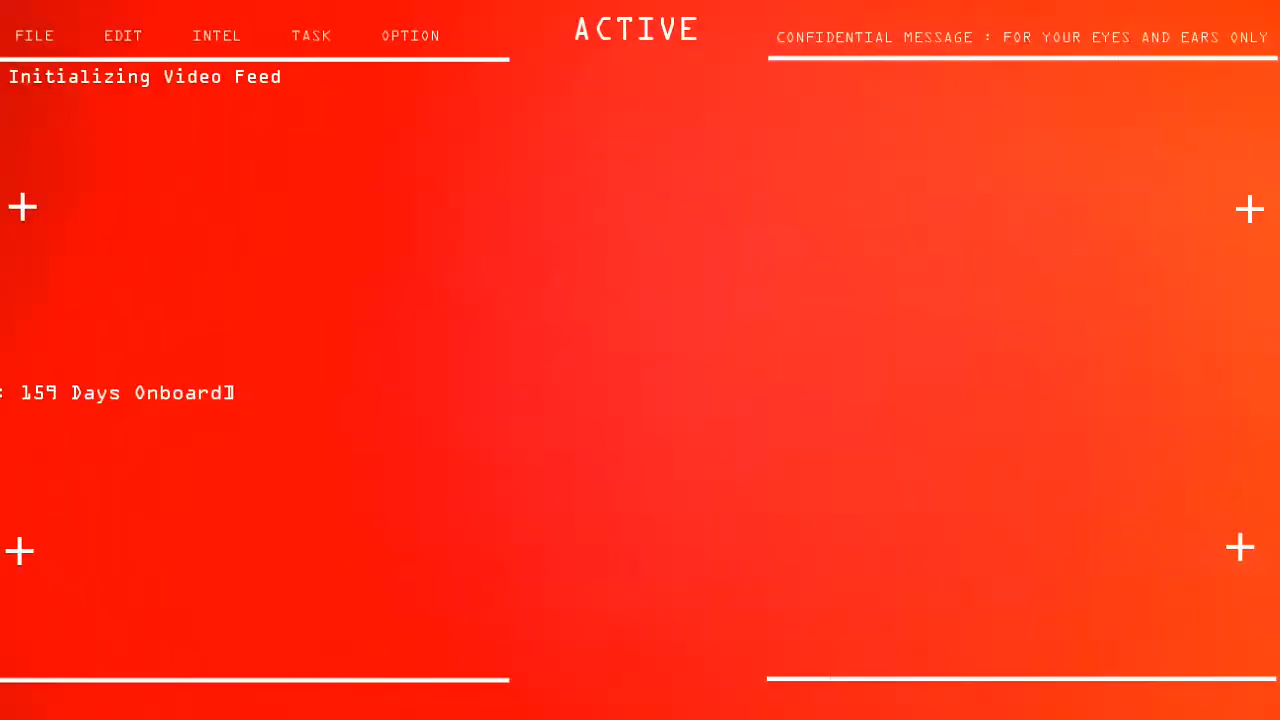 FILE EDIT INTEL TASK OPTION
ACTIVE
CONFIDENTIAL MESSAGE : FOR YOUR EYES AND EARS ONLY
Initializing Video Feed
: 159 Days Onboard]